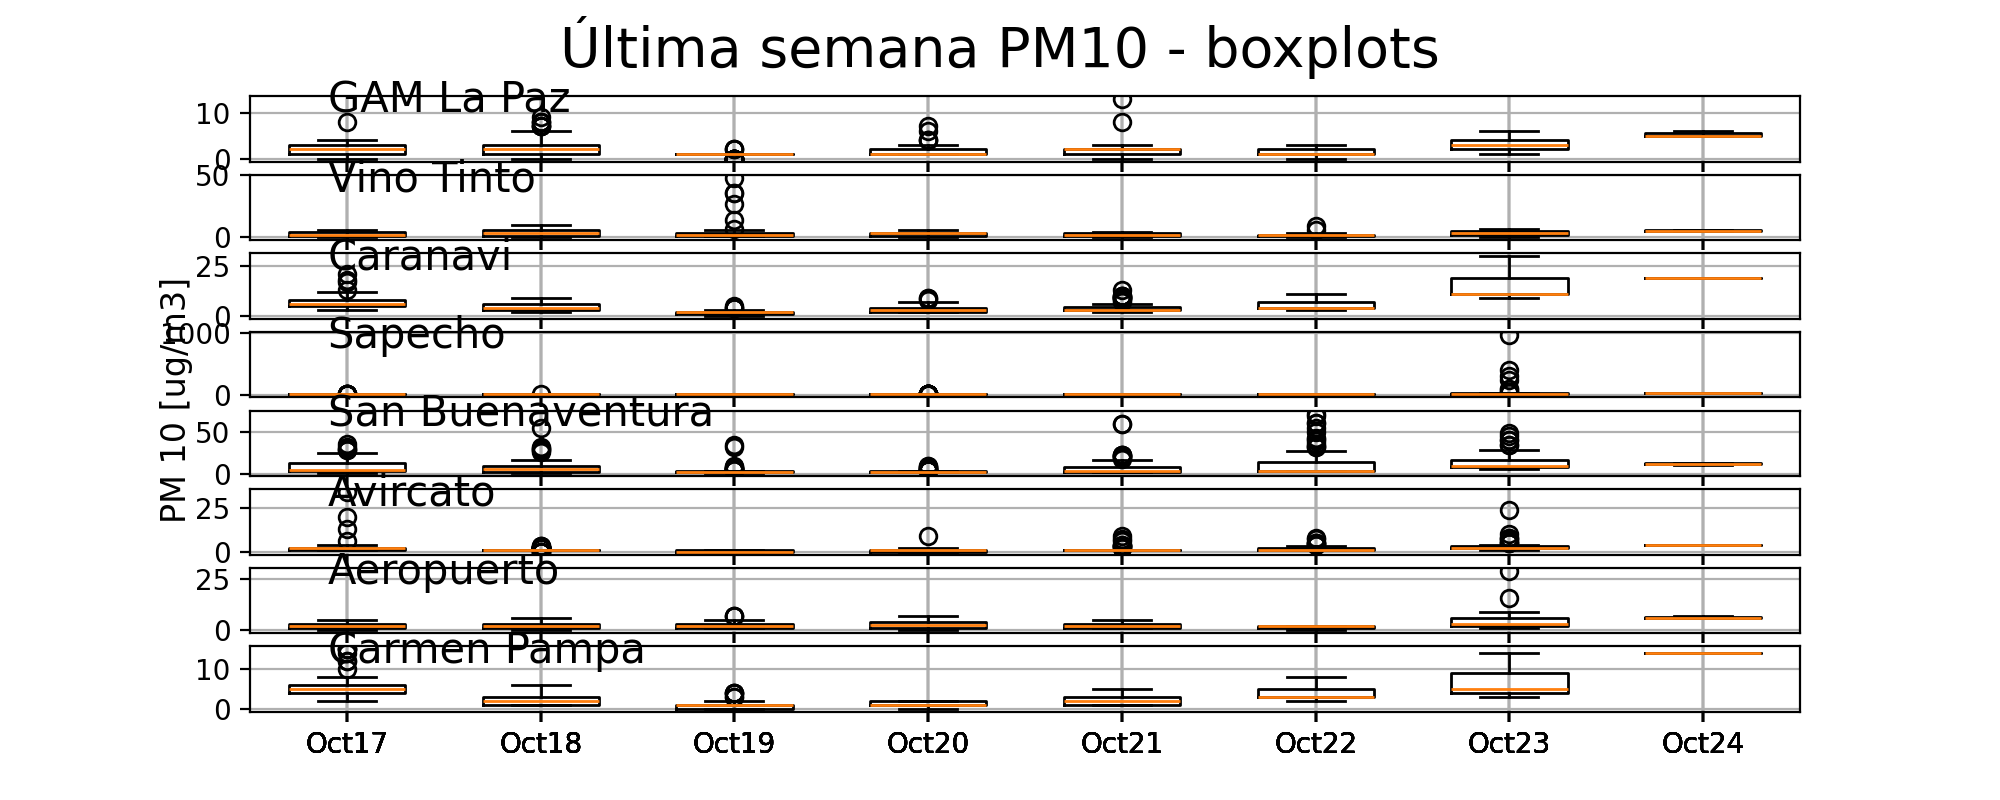 Última semana PM10 - boxplots
GAM La Paz
10
0
Vino Tinto
50
0
Caranavi
25
0
Sapecho
1000
0
San Buenaventura
50
0
Avircato
25
0
Aeropuerto
25
0
Carmen Pampa
10
0
PM 10 [ug/m3]
Oct17 Oct18 Oct19 Oct20 Oct21 Oct22 Oct23 Oct24